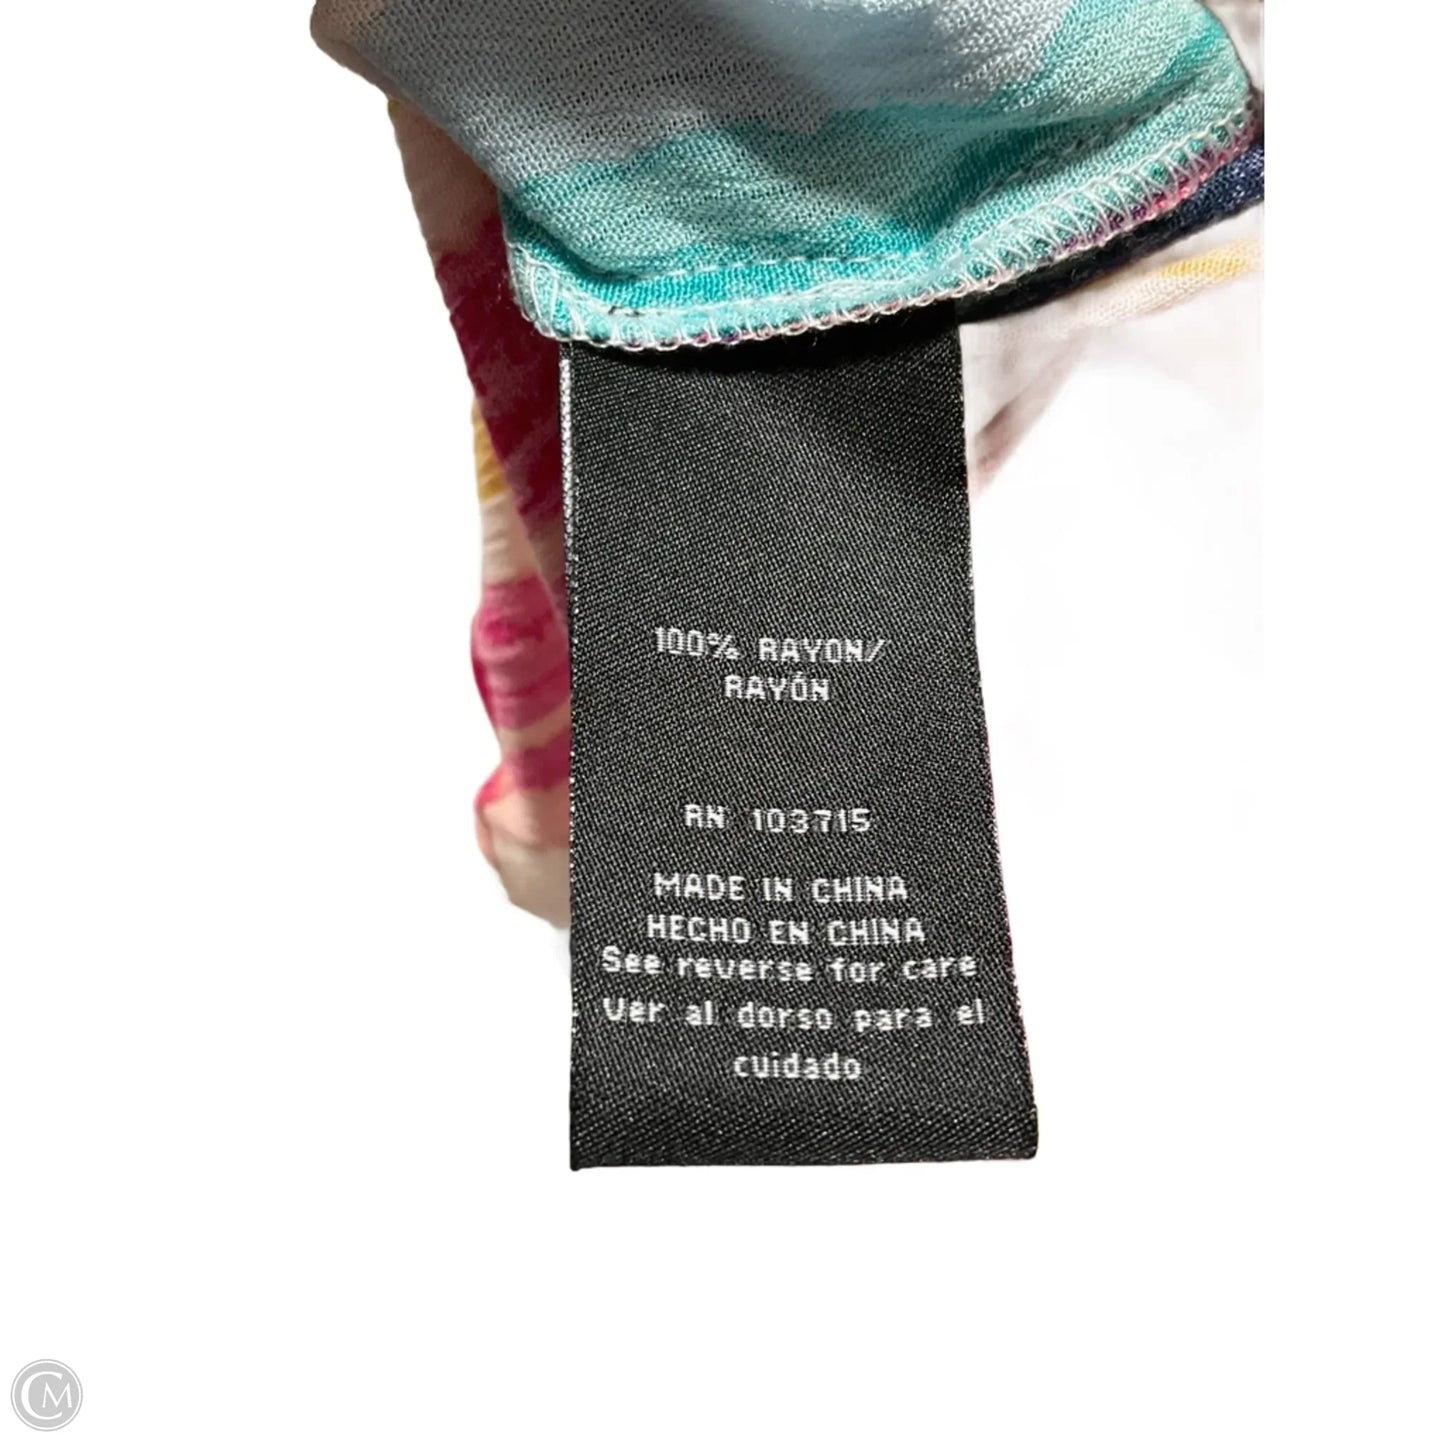 100% RAYON/
RAYÓN
RN 103715
MADE IN CHINA
HECHO EN CHINA
See reverse for care
Ver al dorso para el
cuidado
CM